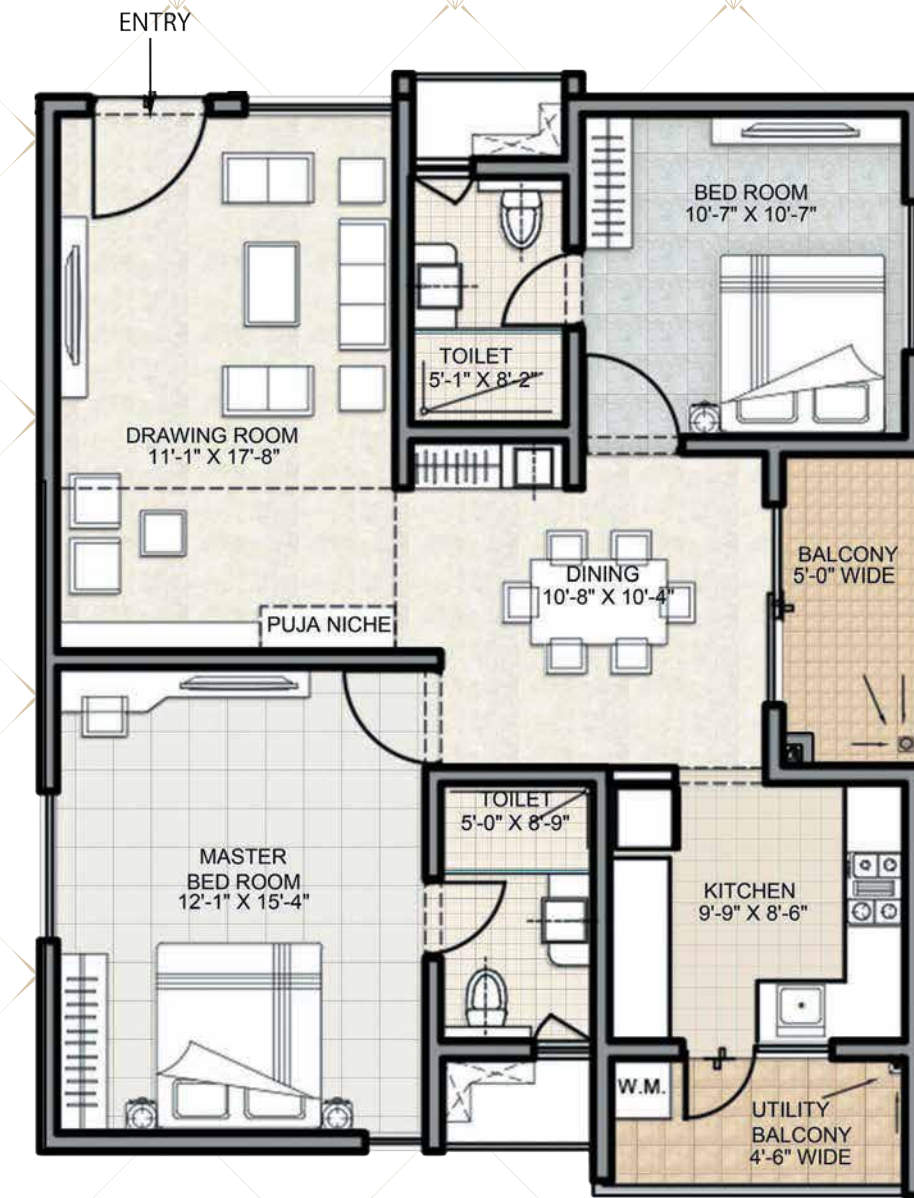 ENTRY
BED ROOM
10'-7" X 10'-7"
TOILET
5'-1" X 8'-2"
DRAWING ROOM
11'-1" X 17'-8"
BALCONY
5'-0" WIDE
DINING
10'-8" X 10'-4"
PUJA NICHE
TOILET
5'-0" X 8'-9"
MASTER
BED ROOM
12'-1" X 15'-4"
KITCHEN
9'-9" X 8'-6"
W.M.
UTILITY
BALCONY
4'-6" WIDE